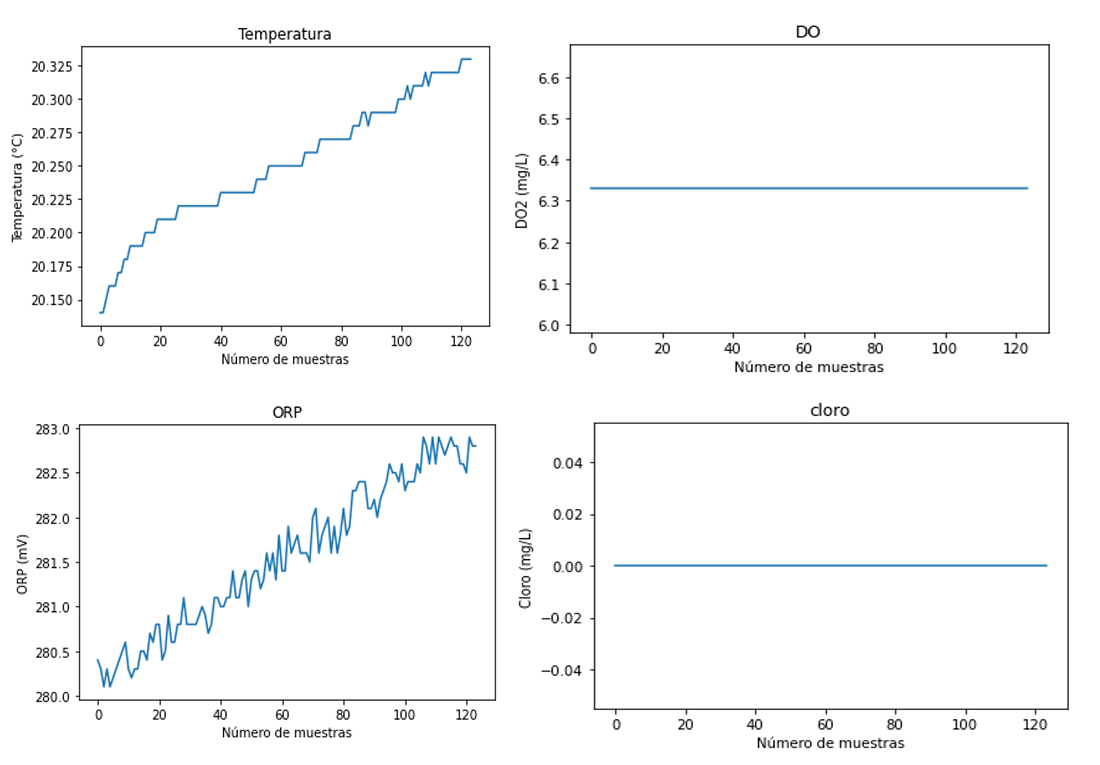 Temperatura
Temperatura (°C)
20.325
20.300
20.275
20.250
20.225
20.200
20.175
20.150
0 20 40 60 80 100 120
Número de muestras
DO
DO2 (mg/L)
6.6
6.5
6.4
6.3
6.2
6.1
6.0
0 20 40 60 80 100 120
Número de muestras
ORP
ORP (mV)
283.0
282.5
282.0
281.5
281.0
280.5
280.0
0 20 40 60 80 100 120
Número de muestras
cloro
Cloro (mg/L)
0.04
0.02
0.00
−0.02
−0.04
0 20 40 60 80 100 120
Número de muestras